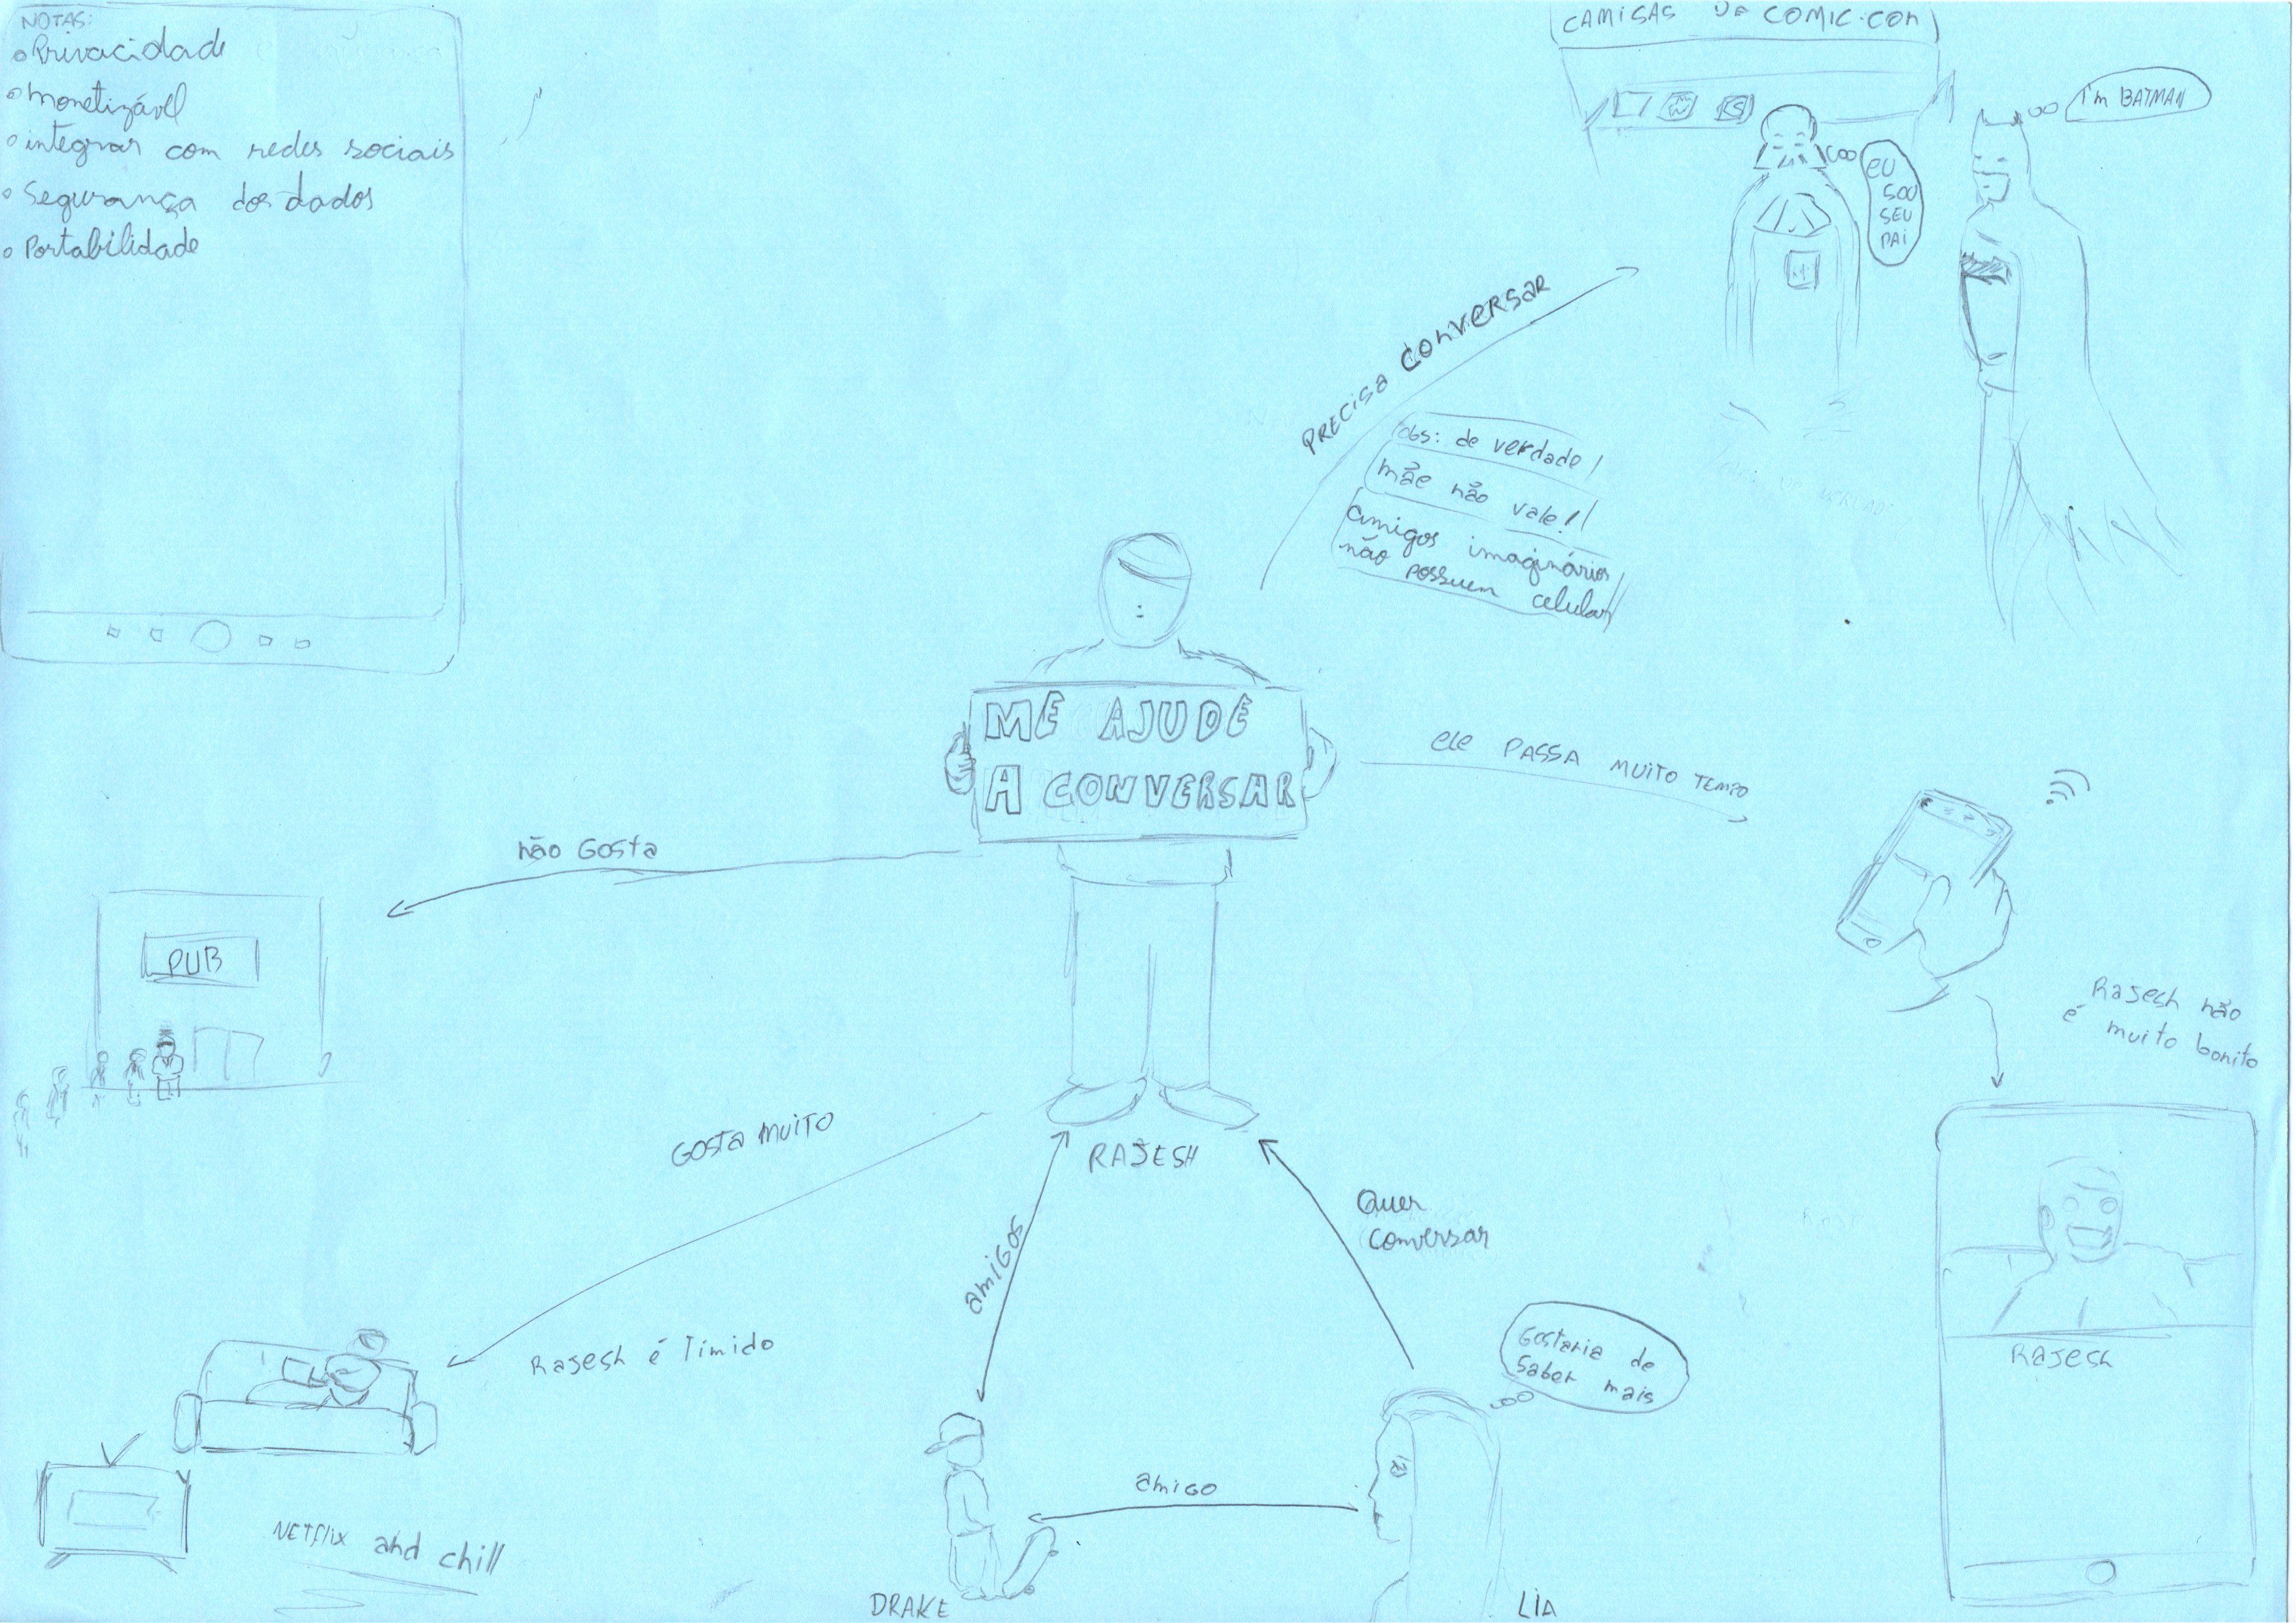 NOTAS:
Privacidade
monetizável
integrar com redes sociais
Segurança dos dados
Portabilidade
CAMISAS DE COMIC-CON
I'm BATMAN
EU
SOU
SEU
PAI
PRECISA CONVERSAR
obs: de verdade!
mãe não vale!!
amigos imaginários
não possuem celular
ME AJUDE
A CONVERSAR
ele PASSA MUITO TEMPO
não Gosta
PUB
Rajesh não
é muito bonito
GOSTA MUITO
RAJESH
Quer
conversar
amigos
Rajesh é Tímido
Gostaria de
Saber mais
RAJESH
amigo
NETflix and chill
DRAKE
LIA